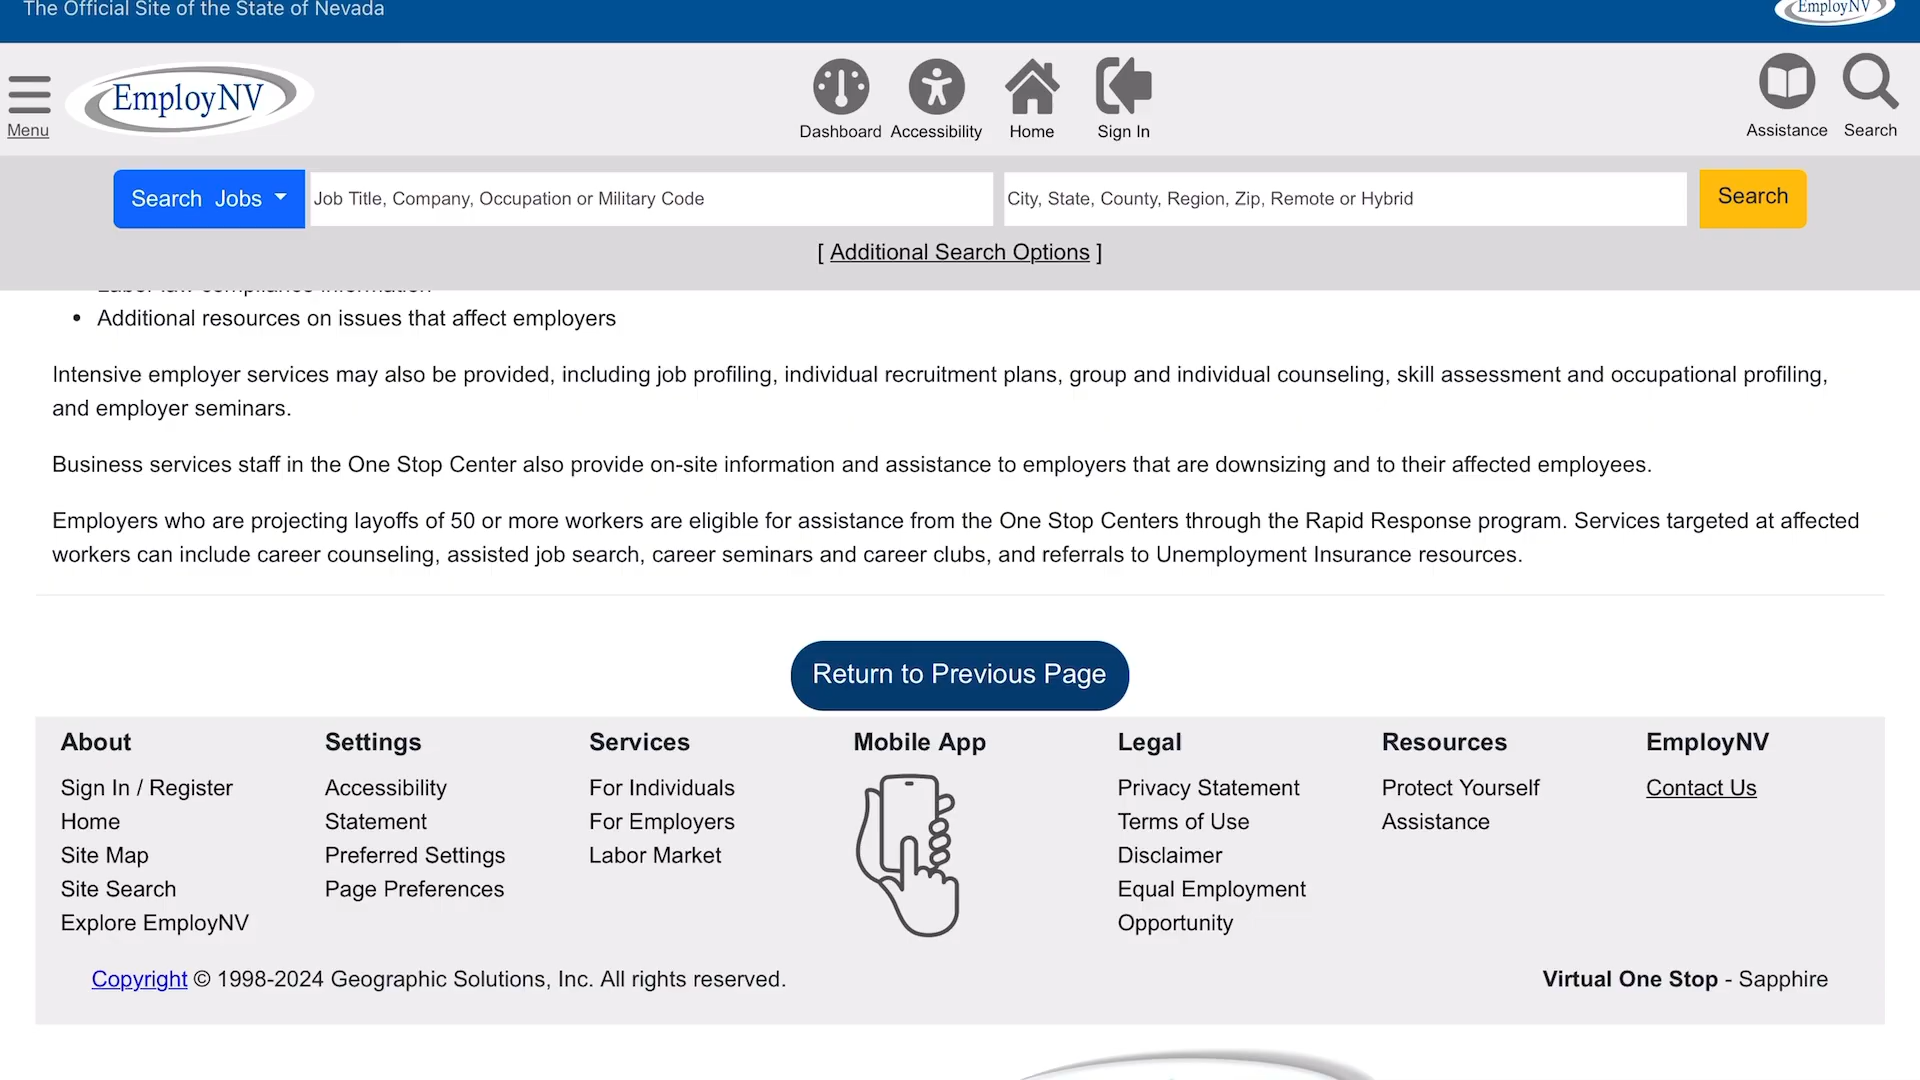 The Official Site of the State of Nevada
EmployNV
Menu
EmployNV
Dashboard
Accessibility
Home
Sign In
Assistance
Search
Search Jobs
Job Title, Company, Occupation or Military Code
City, State, County, Region, Zip, Remote or Hybrid
Search
[ Additional Search Options ]
• Additional resources on issues that affect employers
Intensive employer services may also be provided, including job profiling, individual recruitment plans, group and individual counseling, skill assessment and occupational profiling,
and employer seminars.
Business services staff in the One Stop Center also provide on-site information and assistance to employers that are downsizing and to their affected employees.
Employers who are projecting layoffs of 50 or more workers are eligible for assistance from the One Stop Centers through the Rapid Response program. Services targeted at affected
workers can include career counseling, assisted job search, career seminars and career clubs, and referrals to Unemployment Insurance resources.
Return to Previous Page
About
Sign In / Register
Home
Site Map
Site Search
Explore EmployNV
Settings
Accessibility
Statement
Preferred Settings
Page Preferences
Services
For Individuals
For Employers
Labor Market
Mobile App
Legal
Privacy Statement
Terms of Use
Disclaimer
Equal Employment
Opportunity
Resources
Protect Yourself
Assistance
EmployNV
Contact Us
Copyright © 1998-2024 Geographic Solutions, Inc. All rights reserved.
Virtual One Stop - Sapphire